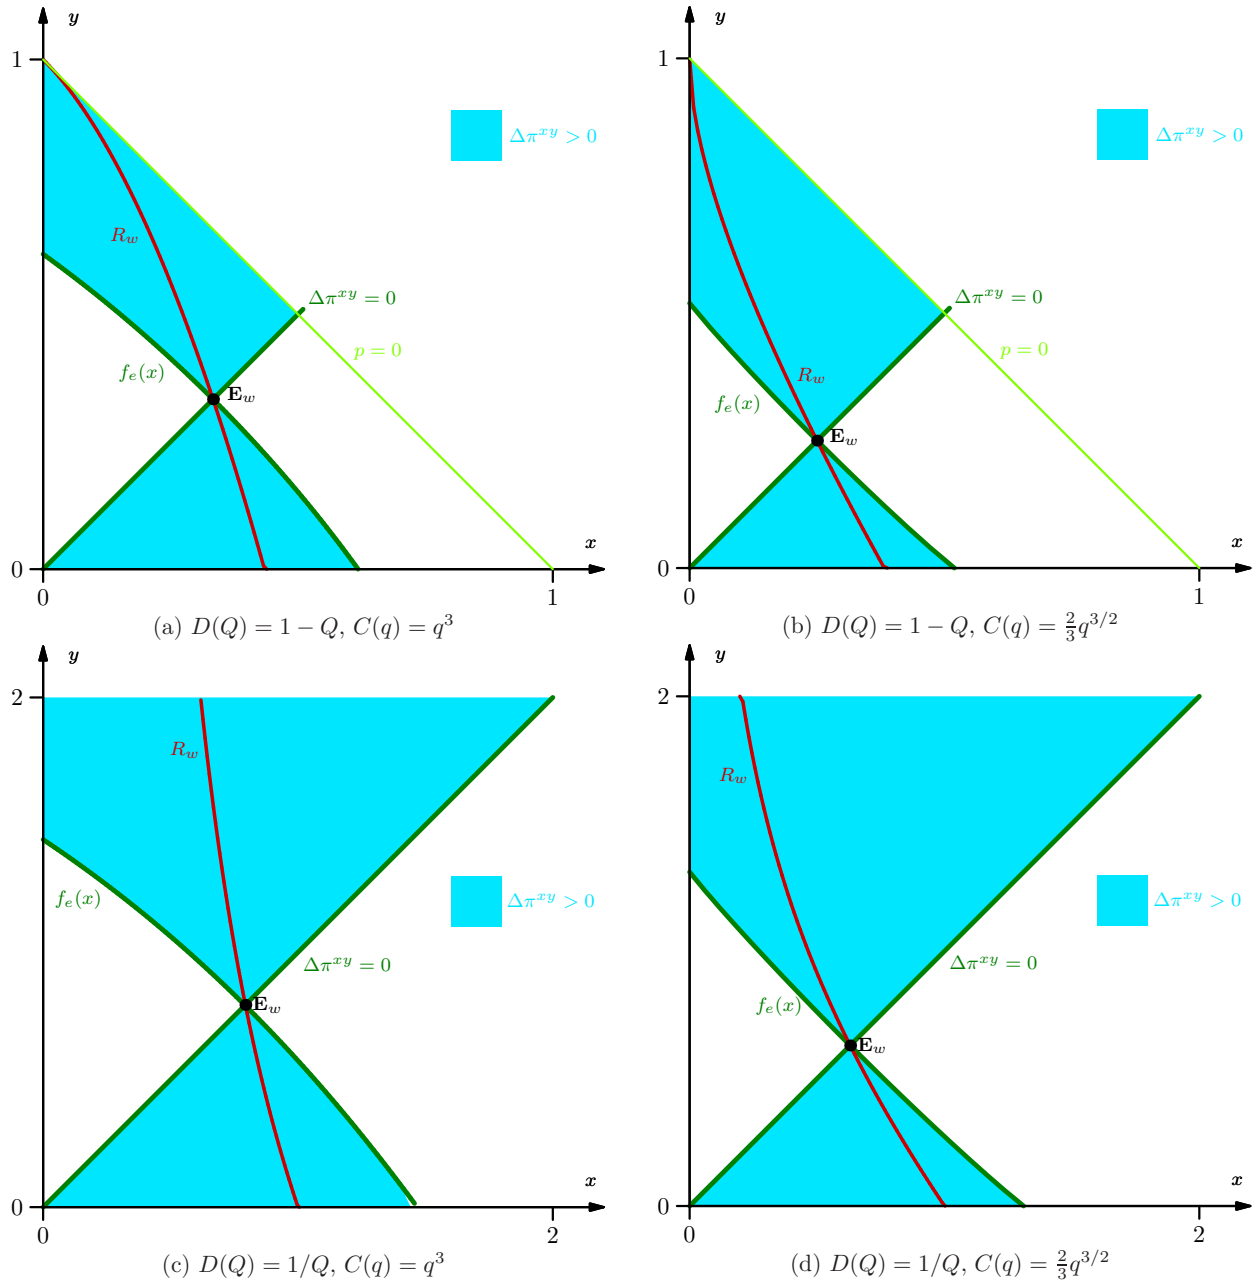 y
1
Δπ^{xy} > 0
R_w
Δπ^{xy} = 0
p = 0
f_e(x)
E_w
x
0
0
1
(a) D(Q) = 1 − Q, C(q) = q^3
y
1
Δπ^{xy} > 0
Δπ^{xy} = 0
p = 0
R_w
f_e(x)
E_w
x
0
0
1
(b) D(Q) = 1 − Q, C(q) = \frac{2}{3}q^{3/2}
y
2
R_w
f_e(x)
Δπ^{xy} > 0
Δπ^{xy} = 0
E_w
x
0
0
2
(c) D(Q) = 1/Q, C(q) = q^3
y
2
R_w
Δπ^{xy} > 0
Δπ^{xy} = 0
f_e(x)
E_w
x
0
0
2
(d) D(Q) = 1/Q, C(q) = \frac{2}{3}q^{3/2}